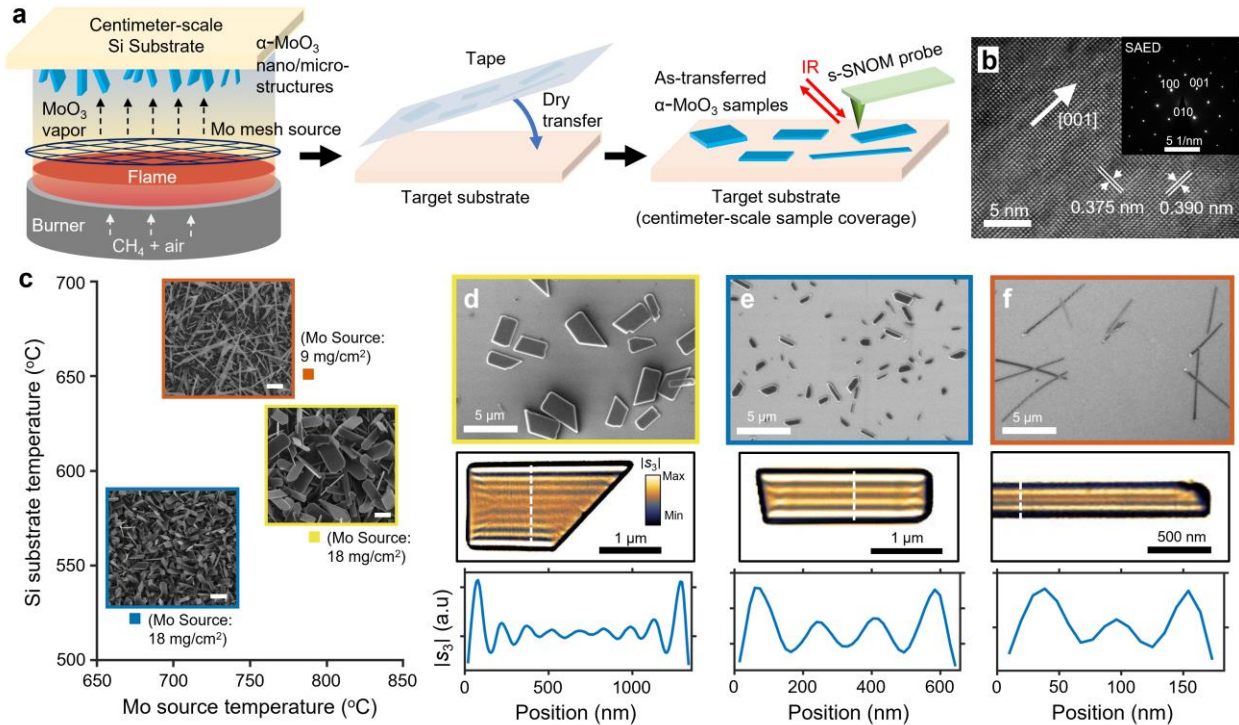 a
Centimeter-scale
Si Substrate
α-MoO₃
nano/micro-
structures
MoO₃
vapor
Mo mesh source
Flame
Burner
CH₄ + air
Tape
Dry
transfer
Target substrate
As-transferred
α-MoO₃ samples
IR
s-SNOM probe
Target substrate
(centimeter-scale sample coverage)
b
SAED
100 001
010
5 1/nm
[001]
0.375 nm 0.390 nm
5 nm
c
Si substrate temperature (°C)
700
650
600
550
500
650 700 750 800 850
Mo source temperature (°C)
(Mo Source:
9 mg/cm²)
(Mo Source:
18 mg/cm²)
(Mo Source:
18 mg/cm²)
d
5 µm
|s₃|
Max
Min
1 µm
|s₃| (a.u)
0 500 1000
Position (nm)
e
5 µm
1 µm
0 200 400 600
Position (nm)
f
5 µm
500 nm
0 50 100 150
Position (nm)